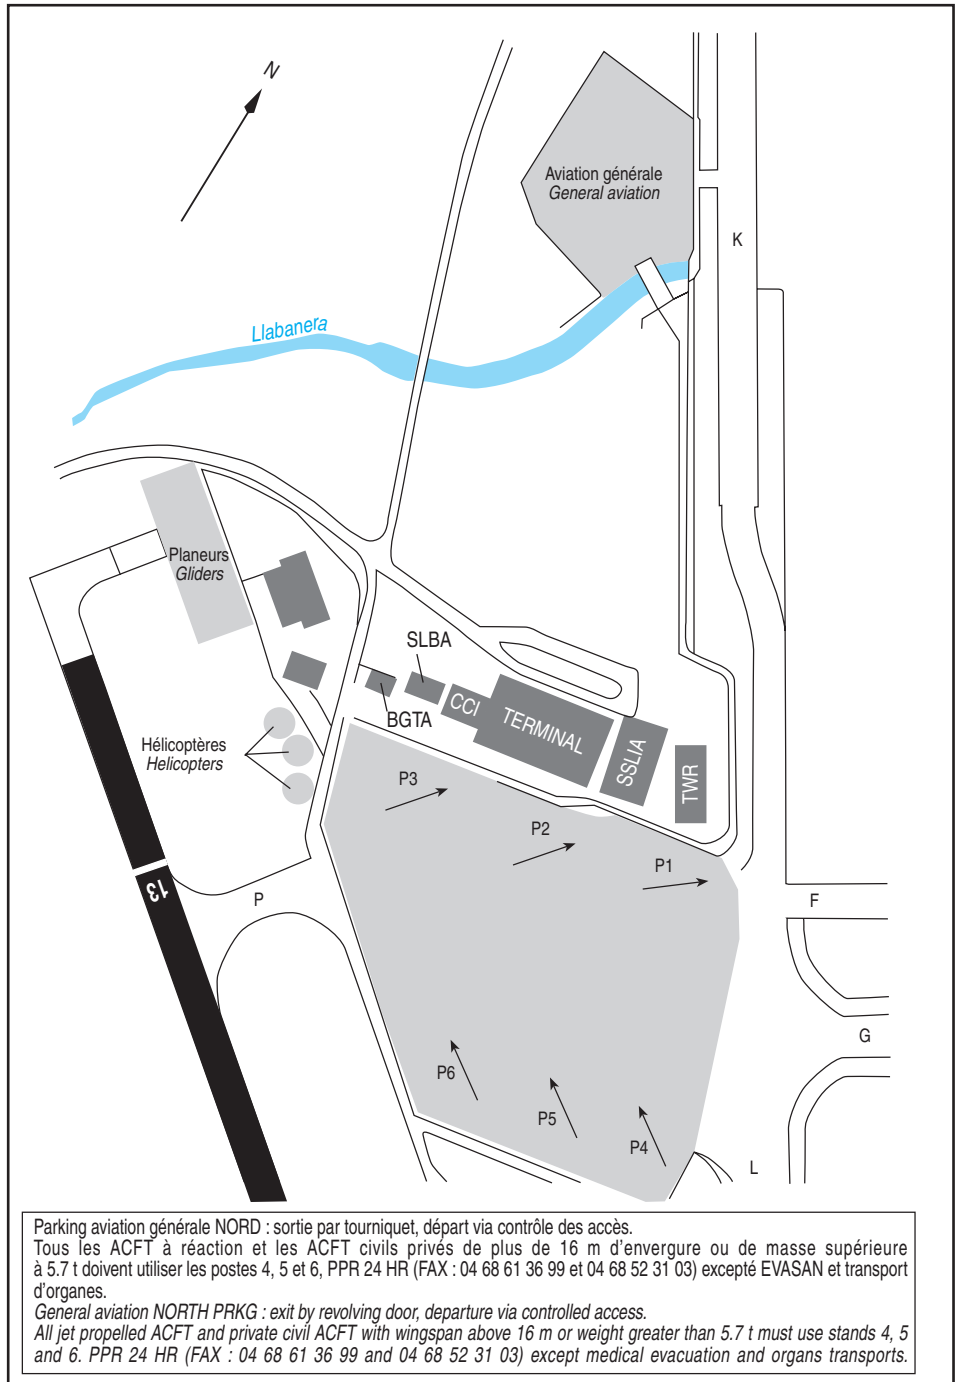 N
Aviation générale
General aviation
K
Llabanera
Planeurs
Gliders
SLBA
BGTA
CCI
TERMINAL
SSLIA
TWR
Hélicoptères
Helicopters
P3
P2
P1
13
P
F
G
P6
P5
P4
L
Parking aviation générale NORD : sortie par tourniquet, départ via contrôle des accès.
Tous les ACFT à réaction et les ACFT civils privés de plus de 16 m d'envergure ou de masse supérieure
à 5.7 t doivent utiliser les postes 4, 5 et 6, PPR 24 HR (FAX : 04 68 61 36 99 et 04 68 52 31 03) excepté EVASAN et transport
d'organes.
General aviation NORTH PRKG : exit by revolving door, departure via controlled access.
All jet propelled ACFT and private civil ACFT with wingspan above 16 m or weight greater than 5.7 t must use stands 4, 5
and 6. PPR 24 HR (FAX : 04 68 61 36 99 and 04 68 52 31 03) except medical evacuation and organs transports.